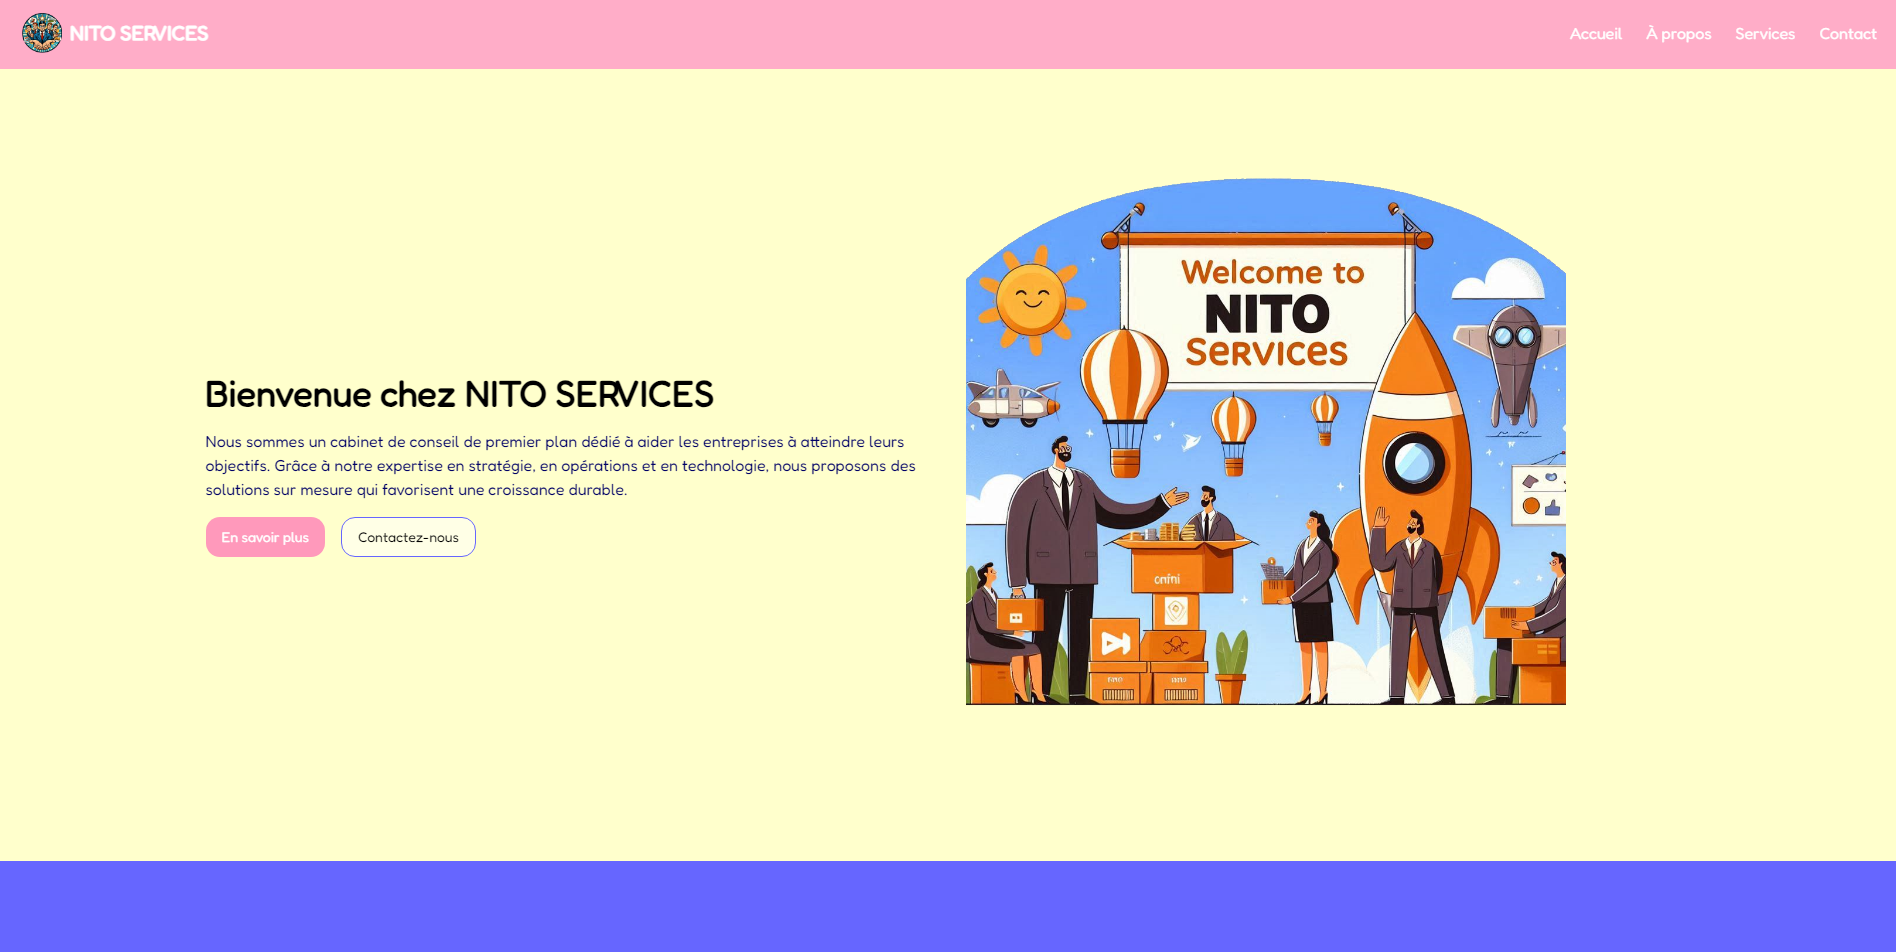 NITO SERVICES
Accueil À propos Services Contact
Bienvenue chez NITO SERVICES
Nous sommes un cabinet de conseil de premier plan dédié à aider les entreprises à atteindre leurs
objectifs. Grâce à notre expertise en stratégie, en opérations et en technologie, nous proposons des
solutions sur mesure qui favorisent une croissance durable.
En savoir plus
Contactez-nous
Welcome to
NITO
Services